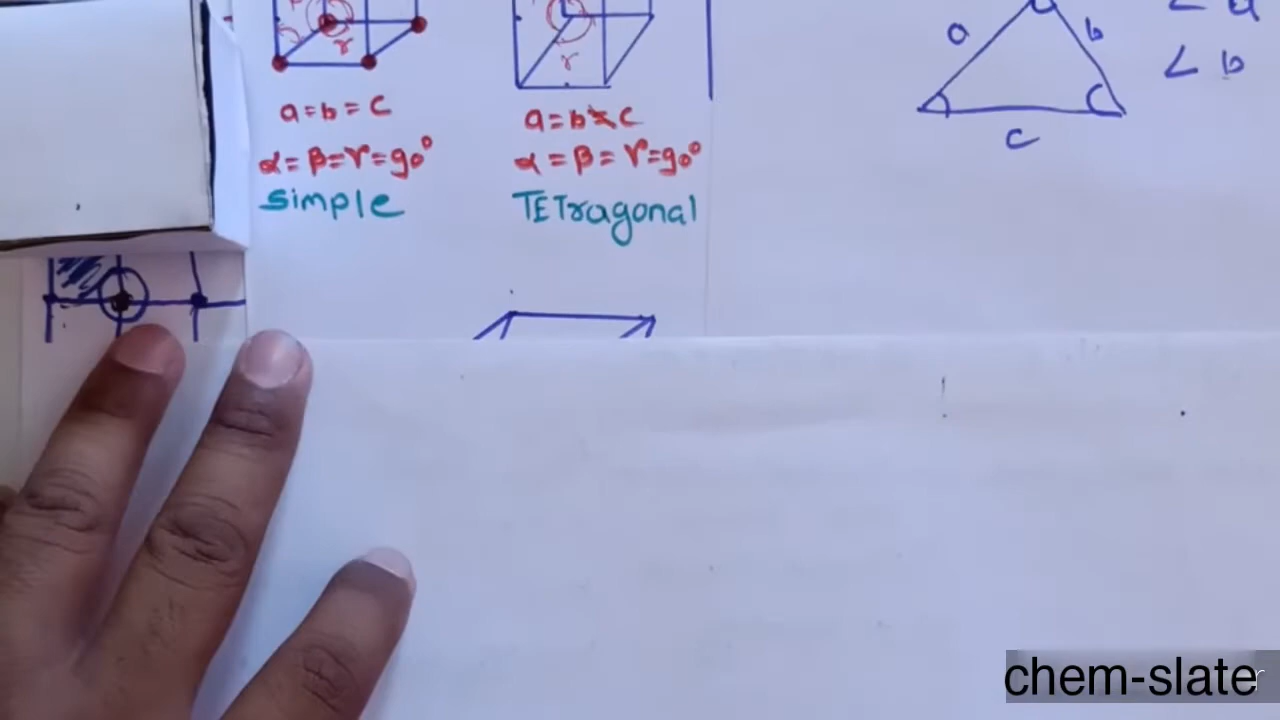 γ
a=b=c
α=β=γ=90°
simple
γ
a=b≠c
α=β=γ=90°
TETragonal
a
b
c
∠ a
∠ b
chem-slate